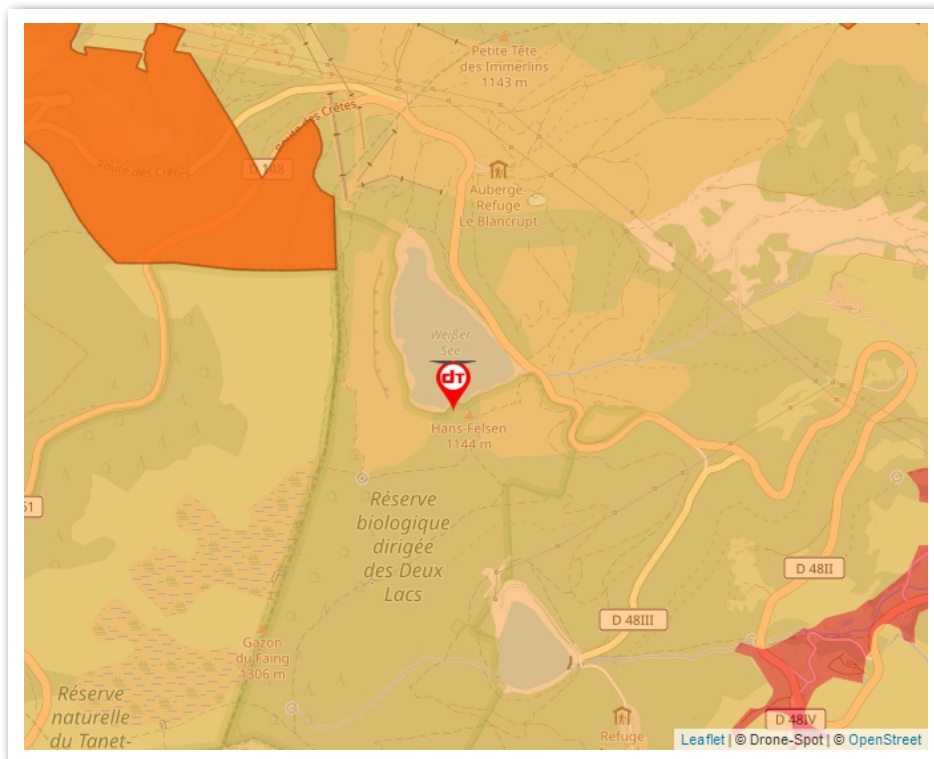 Petite Tête
des Immerlins
1143 m
Route des Crêtes
Route des Crêtes
D 148
Auberge-
Refuge
Le Blancrupt
Weißer
See
dT
Hans-Felsen
1144 m
Réserve
biologique
dirigée
des Deux
Lacs
61
D 48II
D 48III
Gazon
du Faing
1306 m
Réserve
naturelle
du Tanet-
D 48IV
Refuge
Leaflet | © Drone-Spot | © OpenStreet